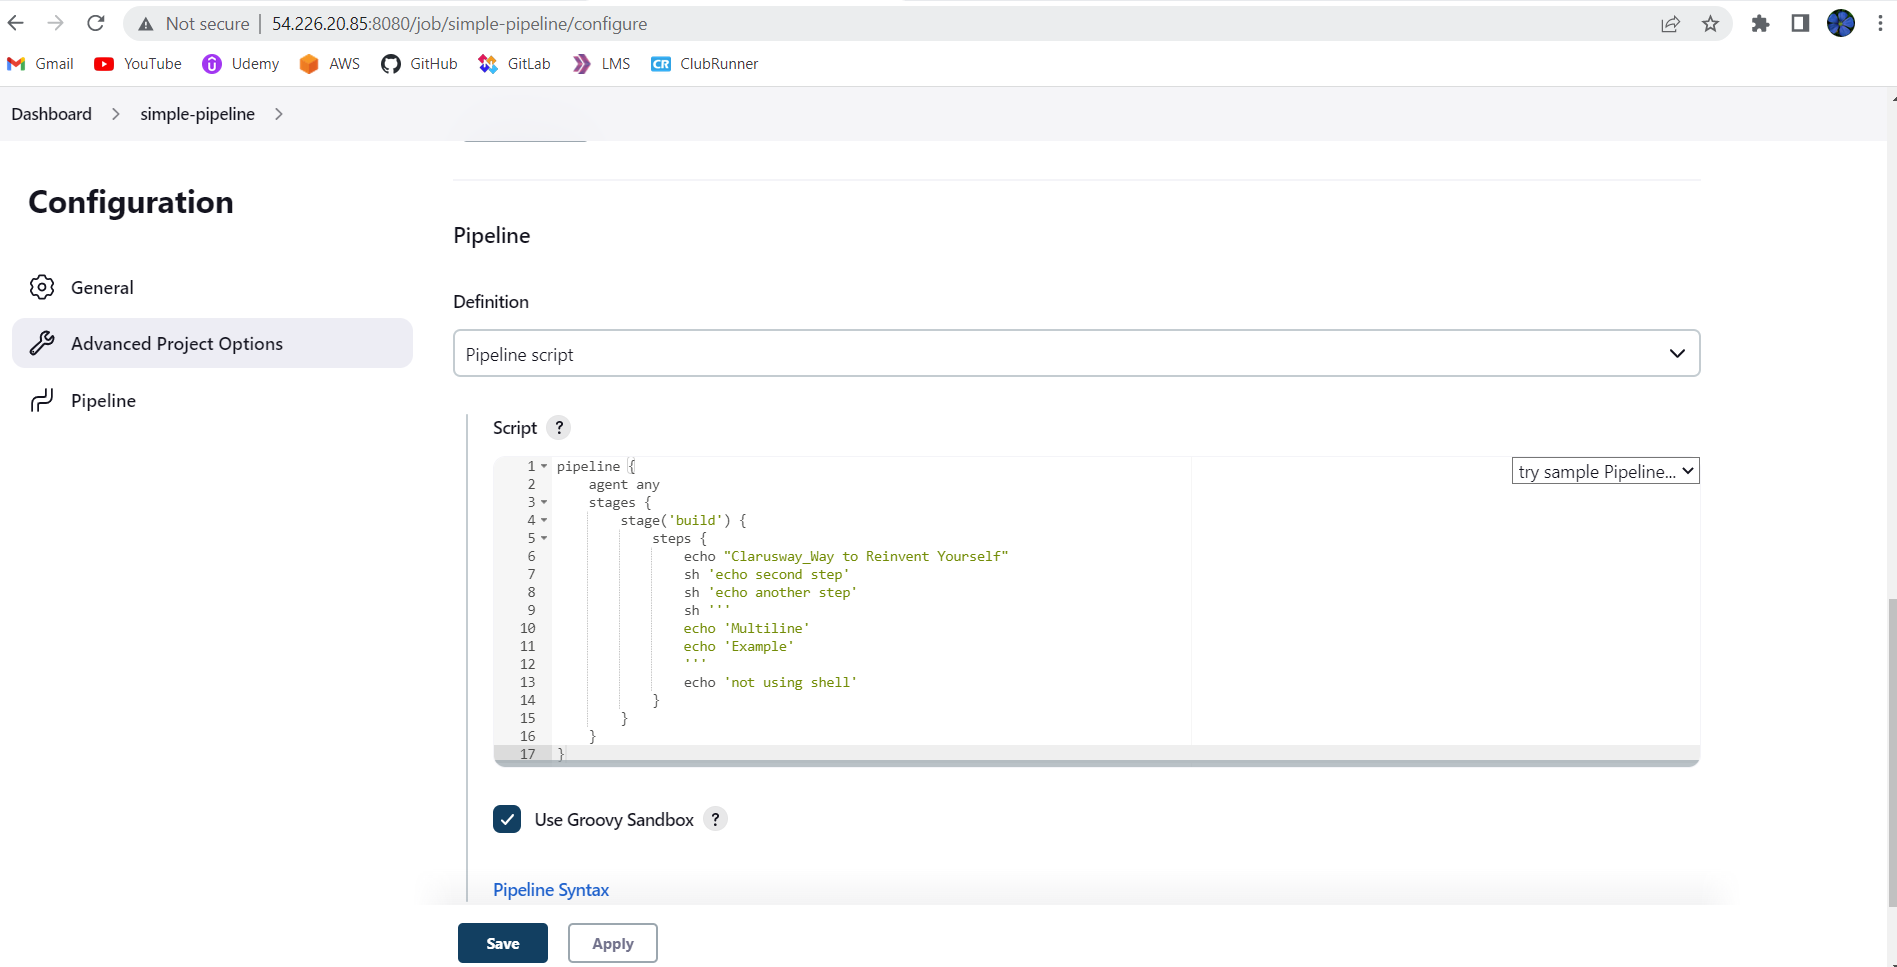 Not secure | 54.226.20.85:8080/job/simple-pipeline/configure
Gmail YouTube Udemy AWS GitHub GitLab LMS CR ClubRunner
Dashboard > simple-pipeline >
Configuration
General
Advanced Project Options
Pipeline
Pipeline
Definition
Pipeline script
Script ?
try sample Pipeline...
1 pipeline {
2     agent any
3     stages {
4         stage('build') {
5             steps {
6                 echo "Clarusway_Way to Reinvent Yourself"
7                 sh 'echo second step'
8                 sh 'echo another step'
9                 sh '''
10                 echo 'Multiline'
11                 echo 'Example'
12                 '''
13                 echo 'not using shell'
14             }
15         }
16     }
17 }
Use Groovy Sandbox ?
Pipeline Syntax
Save Apply